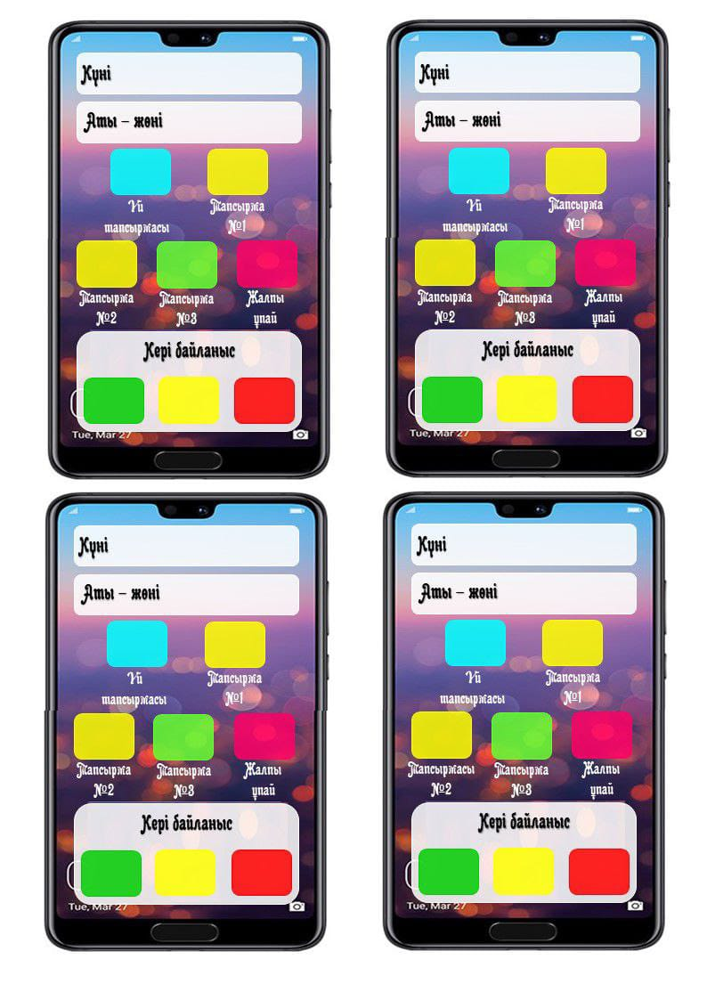 Күні
Аты – жөні
Үй тапсырмасы
Тапсырма №1
Тапсырма №2
Тапсырма №3
Жалпы ұпай
Кері байланыс
Tue, Mar 27
Күні
Аты – жөні
Үй тапсырмасы
Тапсырма №1
Тапсырма №2
Тапсырма №3
Жалпы ұпай
Кері байланыс
Tue, Mar 27
Күні
Аты – жөні
Үй тапсырмасы
Тапсырма №1
Тапсырма №2
Тапсырма №3
Жалпы ұпай
Кері байланыс
Tue, Mar 27
Күні
Аты – жөні
Үй тапсырмасы
Тапсырма №1
Тапсырмасы №2
Тапсырма №3
Жалпы ұпай
Кері байланыс
Tue, Mar 27